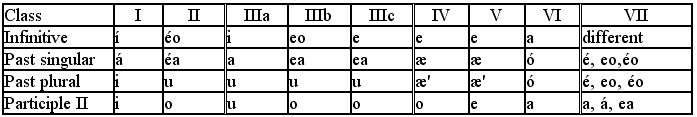 Class I II IIIa IIIb IIIc IV V VI VII
Infinitive í éo i eo e e e a different
Past singular á éa a ea ea æ æ ó é, eo,éo
Past plural i u u u u æ' æ' ó é, eo, éo
Participle II i o u o o o e a a, á, ea